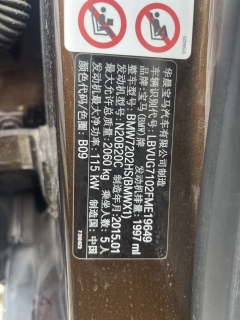 华晨宝马汽车有限公司制造
车辆识别代号: LBVUG7102FME19649
品牌: 宝马(BMW)牌
整车型号: BMW7202HS(BMWX1)
发动机型号: N20B20C
发动机排量: 1997 ml
最大允许总质量: 2060 kg
制造年月: 2015.01
乘坐人数: 5人
发动机最大净功率: 115 kW
制造国: 中国
颜色代码/色圈: B09